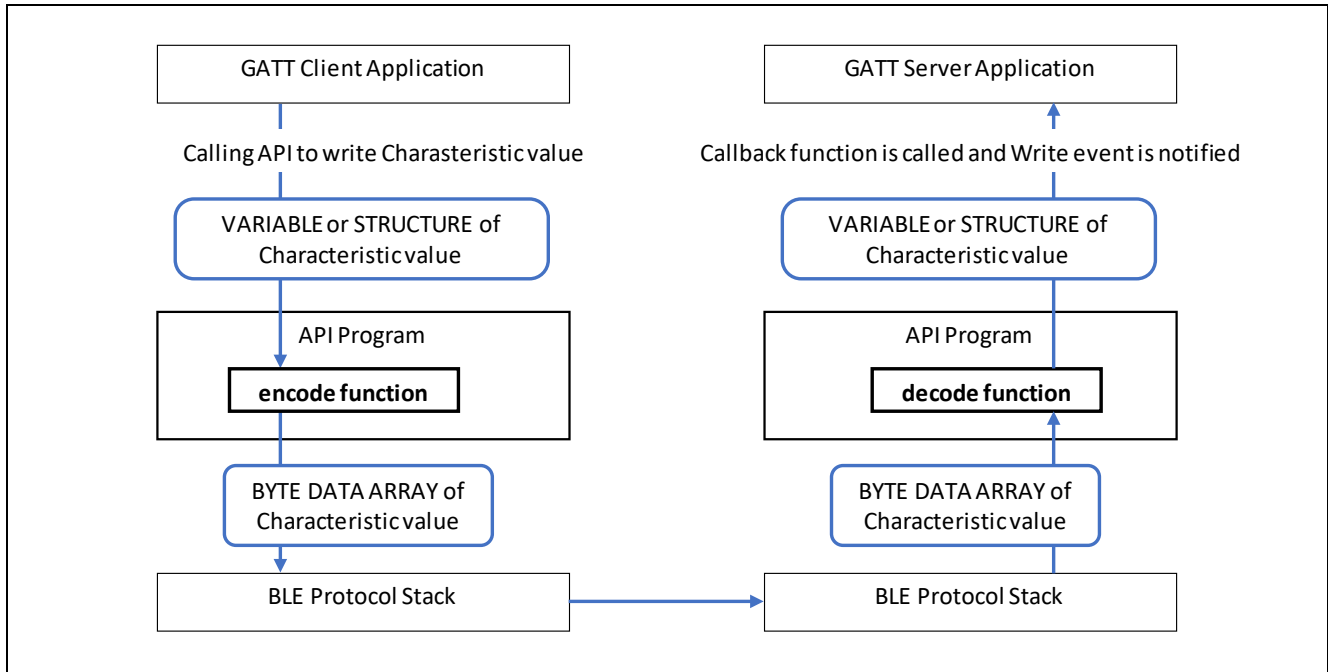 GATT Client Application
Calling API to write Charasteristic value
VARIABLE or STRUCTURE of
Characteristic value
API Program
encode function
BYTE DATA ARRAY of
Characteristic value
BLE Protocol Stack
GATT Server Application
Callback function is called and Write event is notified
VARIABLE or STRUCTURE of
Characteristic value
API Program
decode function
BYTE DATA ARRAY of
Characteristic value
BLE Protocol Stack